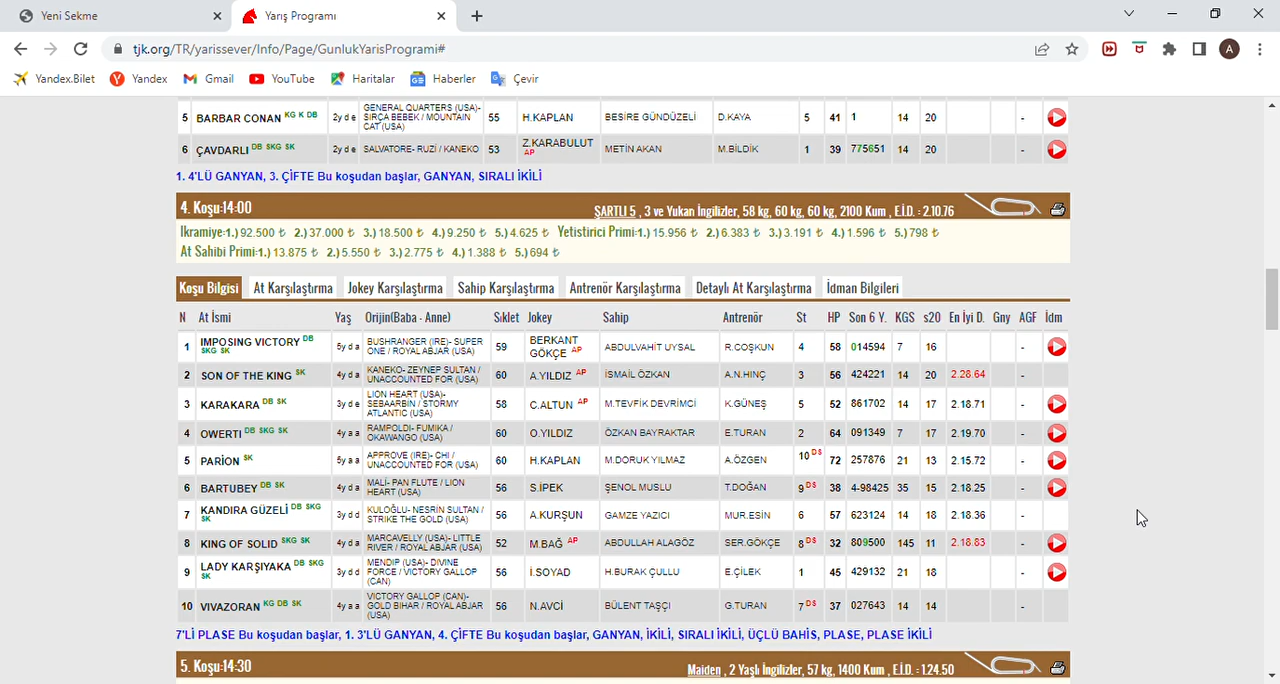 Yeni Sekme
Yarış Programı
tjk.org/TR/yarissever/Info/Page/GunlukYarisProgrami#
Yandex.Bilet Yandex Gmail YouTube Haritalar Haberler Çevir
5 BARBAR CONAN KG K DB 2y d e GENERAL QUARTERS (USA)- SIRÇA BEBEK / MOUNTAIN CAT (USA) 55 H.KAPLAN BESİRE GÜNDÜZELİ D.KAYA 5 41 1 14 20 -
6 ÇAVDARLI DB SKG SK 2y d e SALVATORE- RUZİ / KANEKO 53 Z.KARABULUT AP METİN AKAN M.BİLDİK 1 39 775651 14 20 -
1. 4'LÜ GANYAN, 3. ÇİFTE Bu koşudan başlar, GANYAN, SIRALI İKİLİ
4. Koşu:14:00 ŞARTLI 5 , 3 ve Yukarı İngilizler, 58 kg, 60 kg, 60 kg, 2100 Kum , E.İ.D. : 2.10.76
Ikramiye:1.) 92.500 ₺ 2.) 37.000 ₺ 3.) 18.500 ₺ 4.) 9.250 ₺ 5.) 4.625 ₺ Yetistirici Primi:1.) 15.956 ₺ 2.) 6.383 ₺ 3.) 3.191 ₺ 4.) 1.596 ₺ 5.) 798 ₺
At Sahibi Primi:1.) 13.875 ₺ 2.) 5.550 ₺ 3.) 2.775 ₺ 4.) 1.388 ₺ 5.) 694 ₺
Koşu Bilgisi At Karşılaştırma Jokey Karşılaştırma Sahip Karşılaştırma Antrenör Karşılaştırma Detaylı At Karşılaştırma İdman Bilgileri
N At İsmi Yaş Orijin(Baba - Anne) Sıklet Jokey Sahip Antrenör St HP Son 6 Y. KGS s20 En İyi D. Gny AGF İdm
1 IMPOSING VICTORY DB SKG SK 5y d a BUSHRANGER (IRE)- SUPER ONE / ROYAL ABJAR (USA) 59 BERKANT GÖKÇE AP ABDULVAHİT UYSAL R.COŞKUN 4 58 014594 7 16 -
2 SON OF THE KING SK 4y d a KANEKO- ZEYNEP SULTAN / UNACCOUNTED FOR (USA) 60 A.YILDIZ AP İSMAİL ÖZKAN A.N.HINÇ 3 56 424221 14 20 2.28.64 -
3 KARAKARA DB SK 3y d e LION HEART (USA)- SEBAARBIN / STORMY ATLANTIC (USA) 58 C.ALTUN AP M.TEVFİK DEVRİMCİ K.GÜNEŞ 5 52 861702 14 17 2.18.71 -
4 OWERTI DB SKG SK 4y a a RAMPOLDI- FUMIKA / OKAWANGO (USA) 60 O.YILDIZ ÖZKAN BAYRAKTAR E.TURAN 2 64 091349 7 17 2.19.70 -
5 PARİON SK 5y a a APPROVE (IRE)- CHI / UNACCOUNTED FOR (USA) 60 H.KAPLAN M.DORUK YILMAZ A.ÖZGEN 10 DS 72 257876 21 13 2.15.72 -
6 BARTUBEY DB SK 4y d a MALİ- PAN FLUTE / LION HEART (USA) 56 S.İPEK ŞENOL MUSLU T.DOĞAN 9 DS 38 4-98425 35 15 2.18.25 -
7 KANDIRA GÜZELİ DB SKG SK 3y d d KULOĞLU- NESRİN SULTAN / STRIKE THE GOLD (USA) 56 A.KURŞUN GAMZE YAZICI MUR.ESİN 6 57 623124 14 18 2.18.36 -
8 KING OF SOLID SKG SK 4y d a MARCAVELLY (USA)- LITTLE RIVER / ROYAL ABJAR (USA) 52 M.BAĞ AP ABDULLAH ALAGÖZ SER.GÖKÇE 8 DS 32 809500 145 11 2.18.83 -
9 LADY KARŞIYAKA DB SKG SK 3y d d MENDIP (USA)- DIVINE FORCE / VICTORY GALLOP (CAN) 56 İ.SOYAD H.BURAK ÇULLU E.ÇİLEK 1 45 429132 21 18 -
10 VIVAZORAN KG DB SK 4y a a VICTORY GALLOP (CAN)- GOLD BIHAR / ROYAL ABJAR (USA) 56 N.AVCİ BÜLENT TAŞÇI G.TURAN 7 DS 37 027643 14 14 -
7'Lİ PLASE Bu koşudan başlar, 1. 3'LÜ GANYAN, 4. ÇİFTE Bu koşudan başlar, GANYAN, İKİLİ, SIRALI İKİLİ, ÜÇLÜ BAHİS, PLASE, PLASE İKİLİ
5. Koşu:14:30 Maiden , 2 Yaşlı İngilizler, 57 kg, 1400 Kum , E.İ.D. : 1.24.50